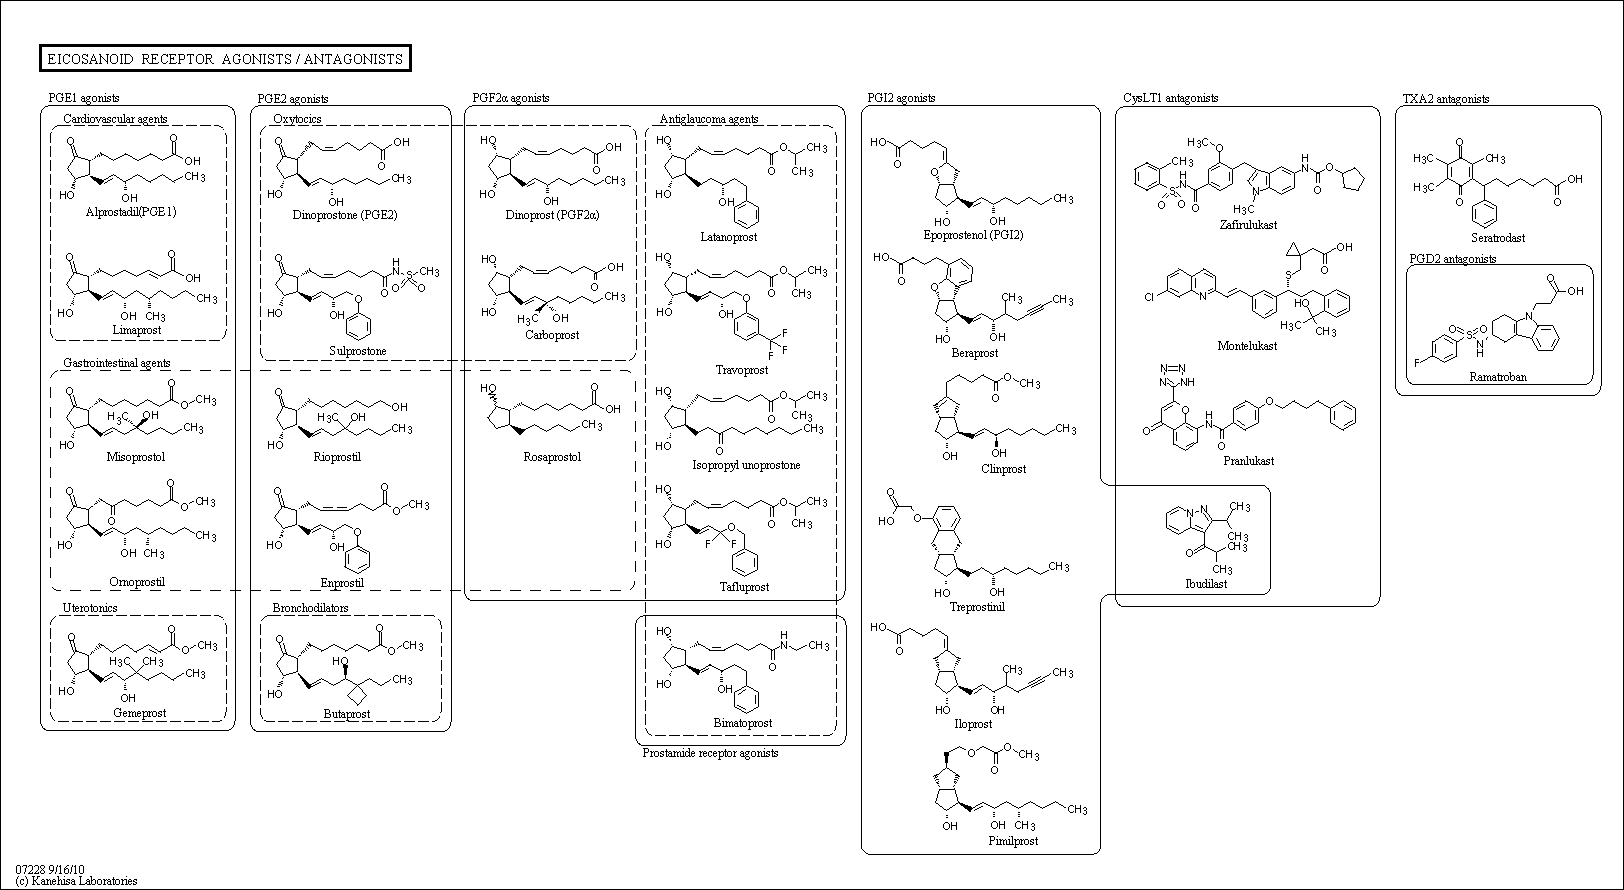 EICOSANOID RECEPTOR AGONISTS / ANTAGONISTS
PGE1 agonists
Cardiovascular agents
Alprostadil(PGE1)
Limaprost
Gastrointestinal agents
Misoprostol
Ornoprostil
Uterotonics
Gemeprost
PGE2 agonists
Oxytocics
Dinoprostone (PGE2)
Sulprostone
Rioprostil
Enprostil
Bronchodilators
Butaprost
PGF2α agonists
Dinoprost (PGF2α)
Carboprost
Rosaprostol
Antiglaucoma agents
Latanoprost
Travoprost
Isopropyl unoprostone
Tafluprost
Bimatoprost
Prostamide receptor agonists
PGI2 agonists
Epoprostenol (PGI2)
Beraprost
Clinprost
Treprostinil
Iloprost
Pimilprost
CysLT1 antagonists
Zafirulukast
Montelukast
Pranlukast
Ibudilast
TXA2 antagonists
Seratrodast
PGD2 antagonists
Ramatroban
07228 9/16/10
(c) Kanehisa Laboratories